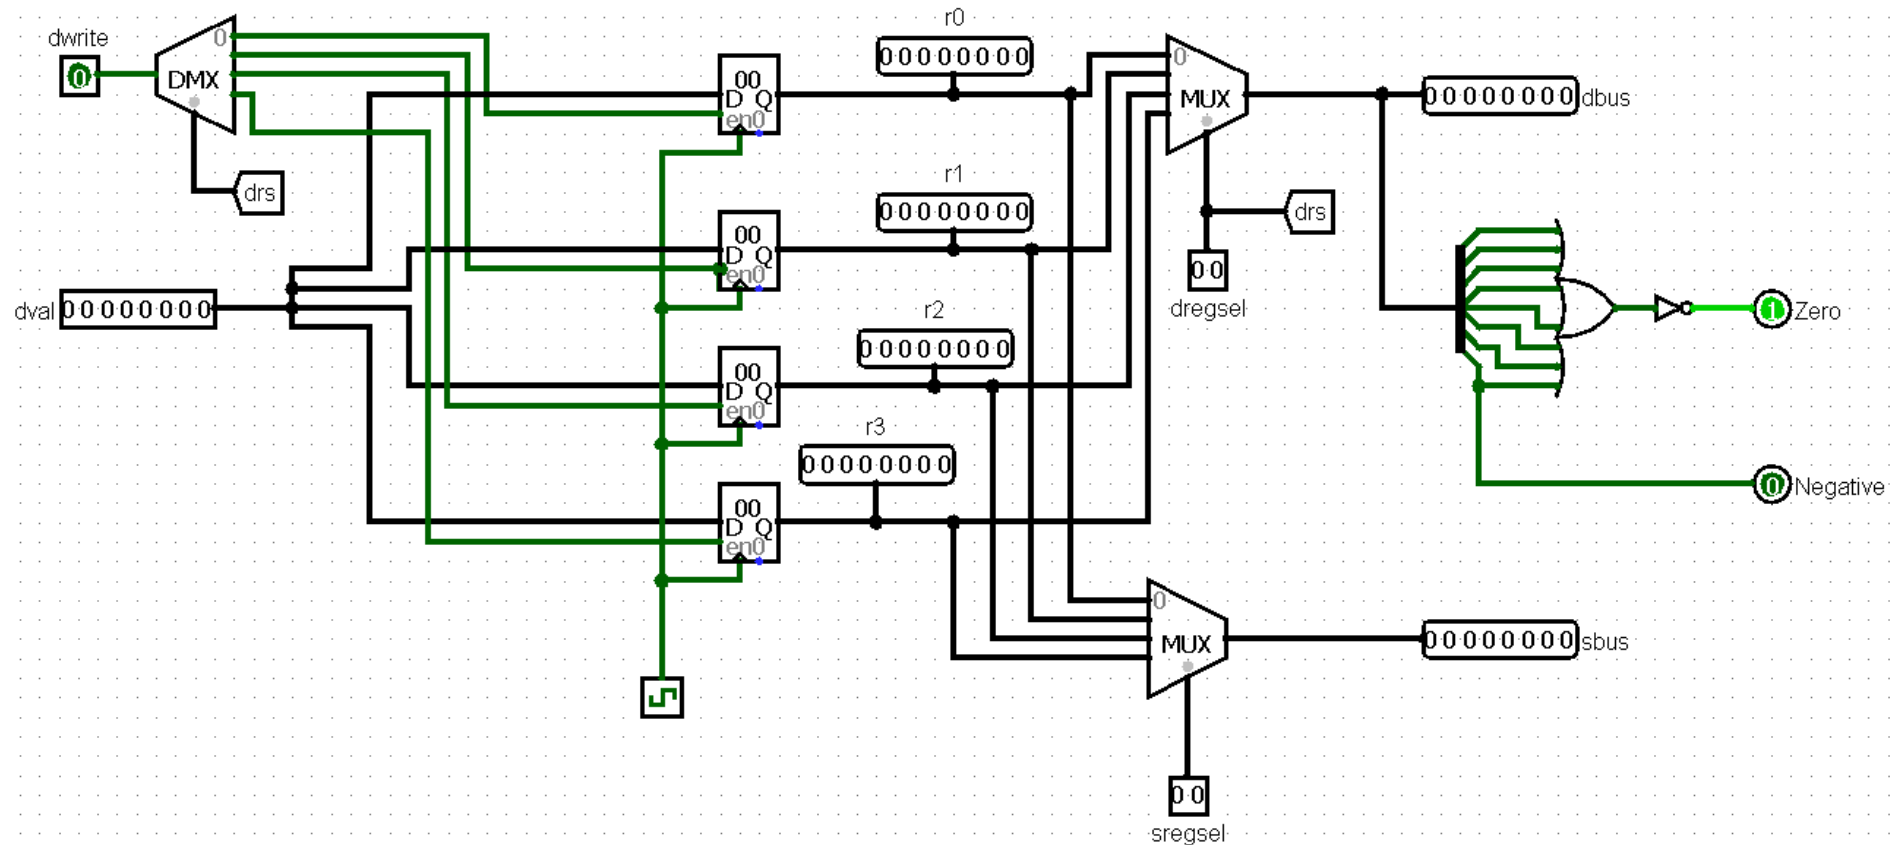 r0
dwrite
0
0
DMX
00000000
00
D Q
en0
0
MUX
00000000
dbus
r1
drs
00000000
drs
00
D Q
en0
00
dregsel
dval
00000000
r2
00000000
1
Zero
00
D Q
en0
r3
00000000
0
Negative
00
D Q
en0
0
MUX
00000000
sbus
00
sregsel